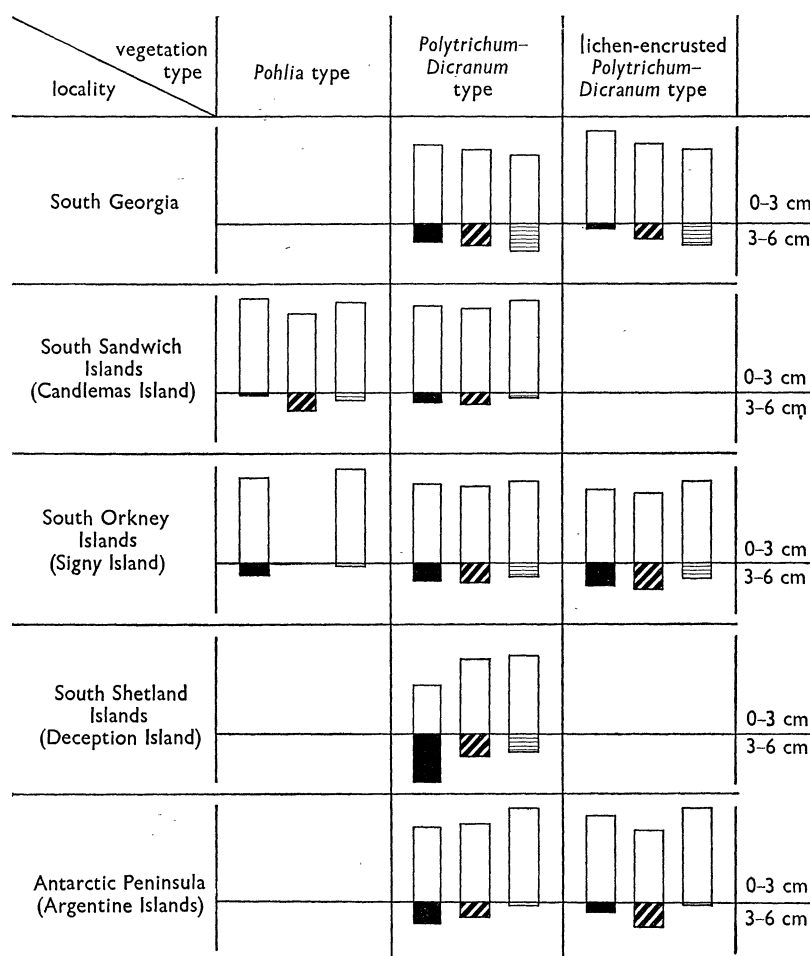 vegetation
type
locality
Pohlia type
Polytrichum–
Dicranum
type
lichen-encrusted
Polytrichum–
Dicranum type
South Georgia
0–3 cm
3–6 cm
South Sandwich
Islands
(Candlemas Island)
0–3 cm
3–6 cm
South Orkney
Islands
(Signy Island)
0–3 cm
3–6 cm
South Shetland
Islands
(Deception Island)
0–3 cm
3–6 cm
Antarctic Peninsula
(Argentine Islands)
0–3 cm
3–6 cm